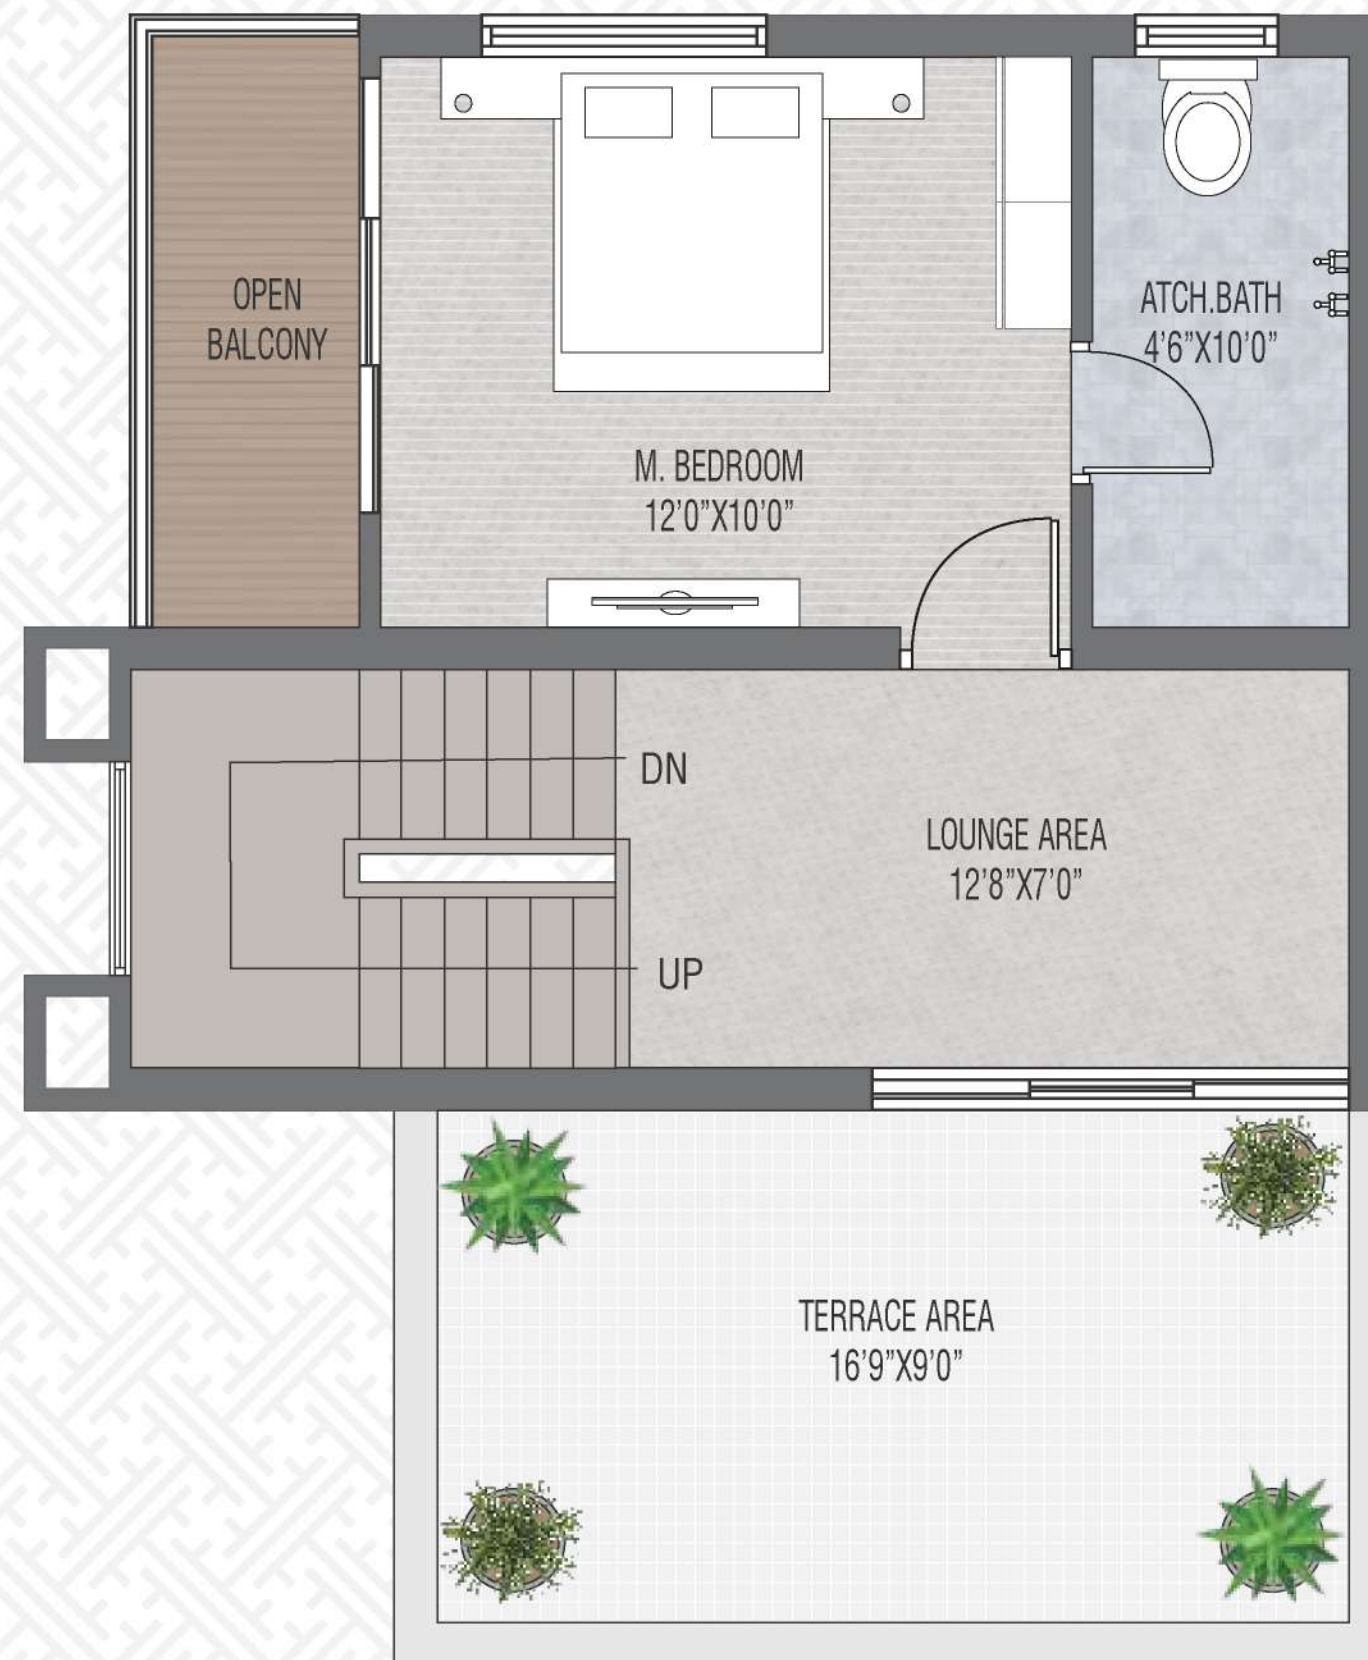 OPEN
BALCONY
ATCH.BATH
4'6”X10'0”
M. BEDROOM
12'0”X10'0”
DN
LOUNGE AREA
12'8”X7'0”
UP
TERRACE AREA
16'9”X9'0”